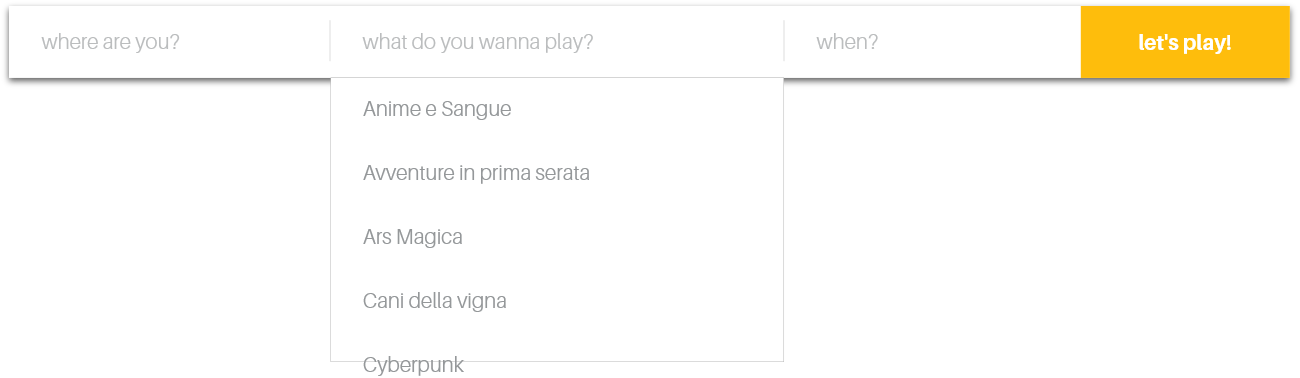 where are you?
what do you wanna play?
when?
let's play!
Anime e Sangue
Avventure in prima serata
Ars Magica
Cani della vigna
Cyberpunk